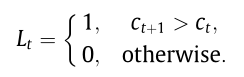 L_t = { 1, c_{t+1} > c_t,
0, otherwise.